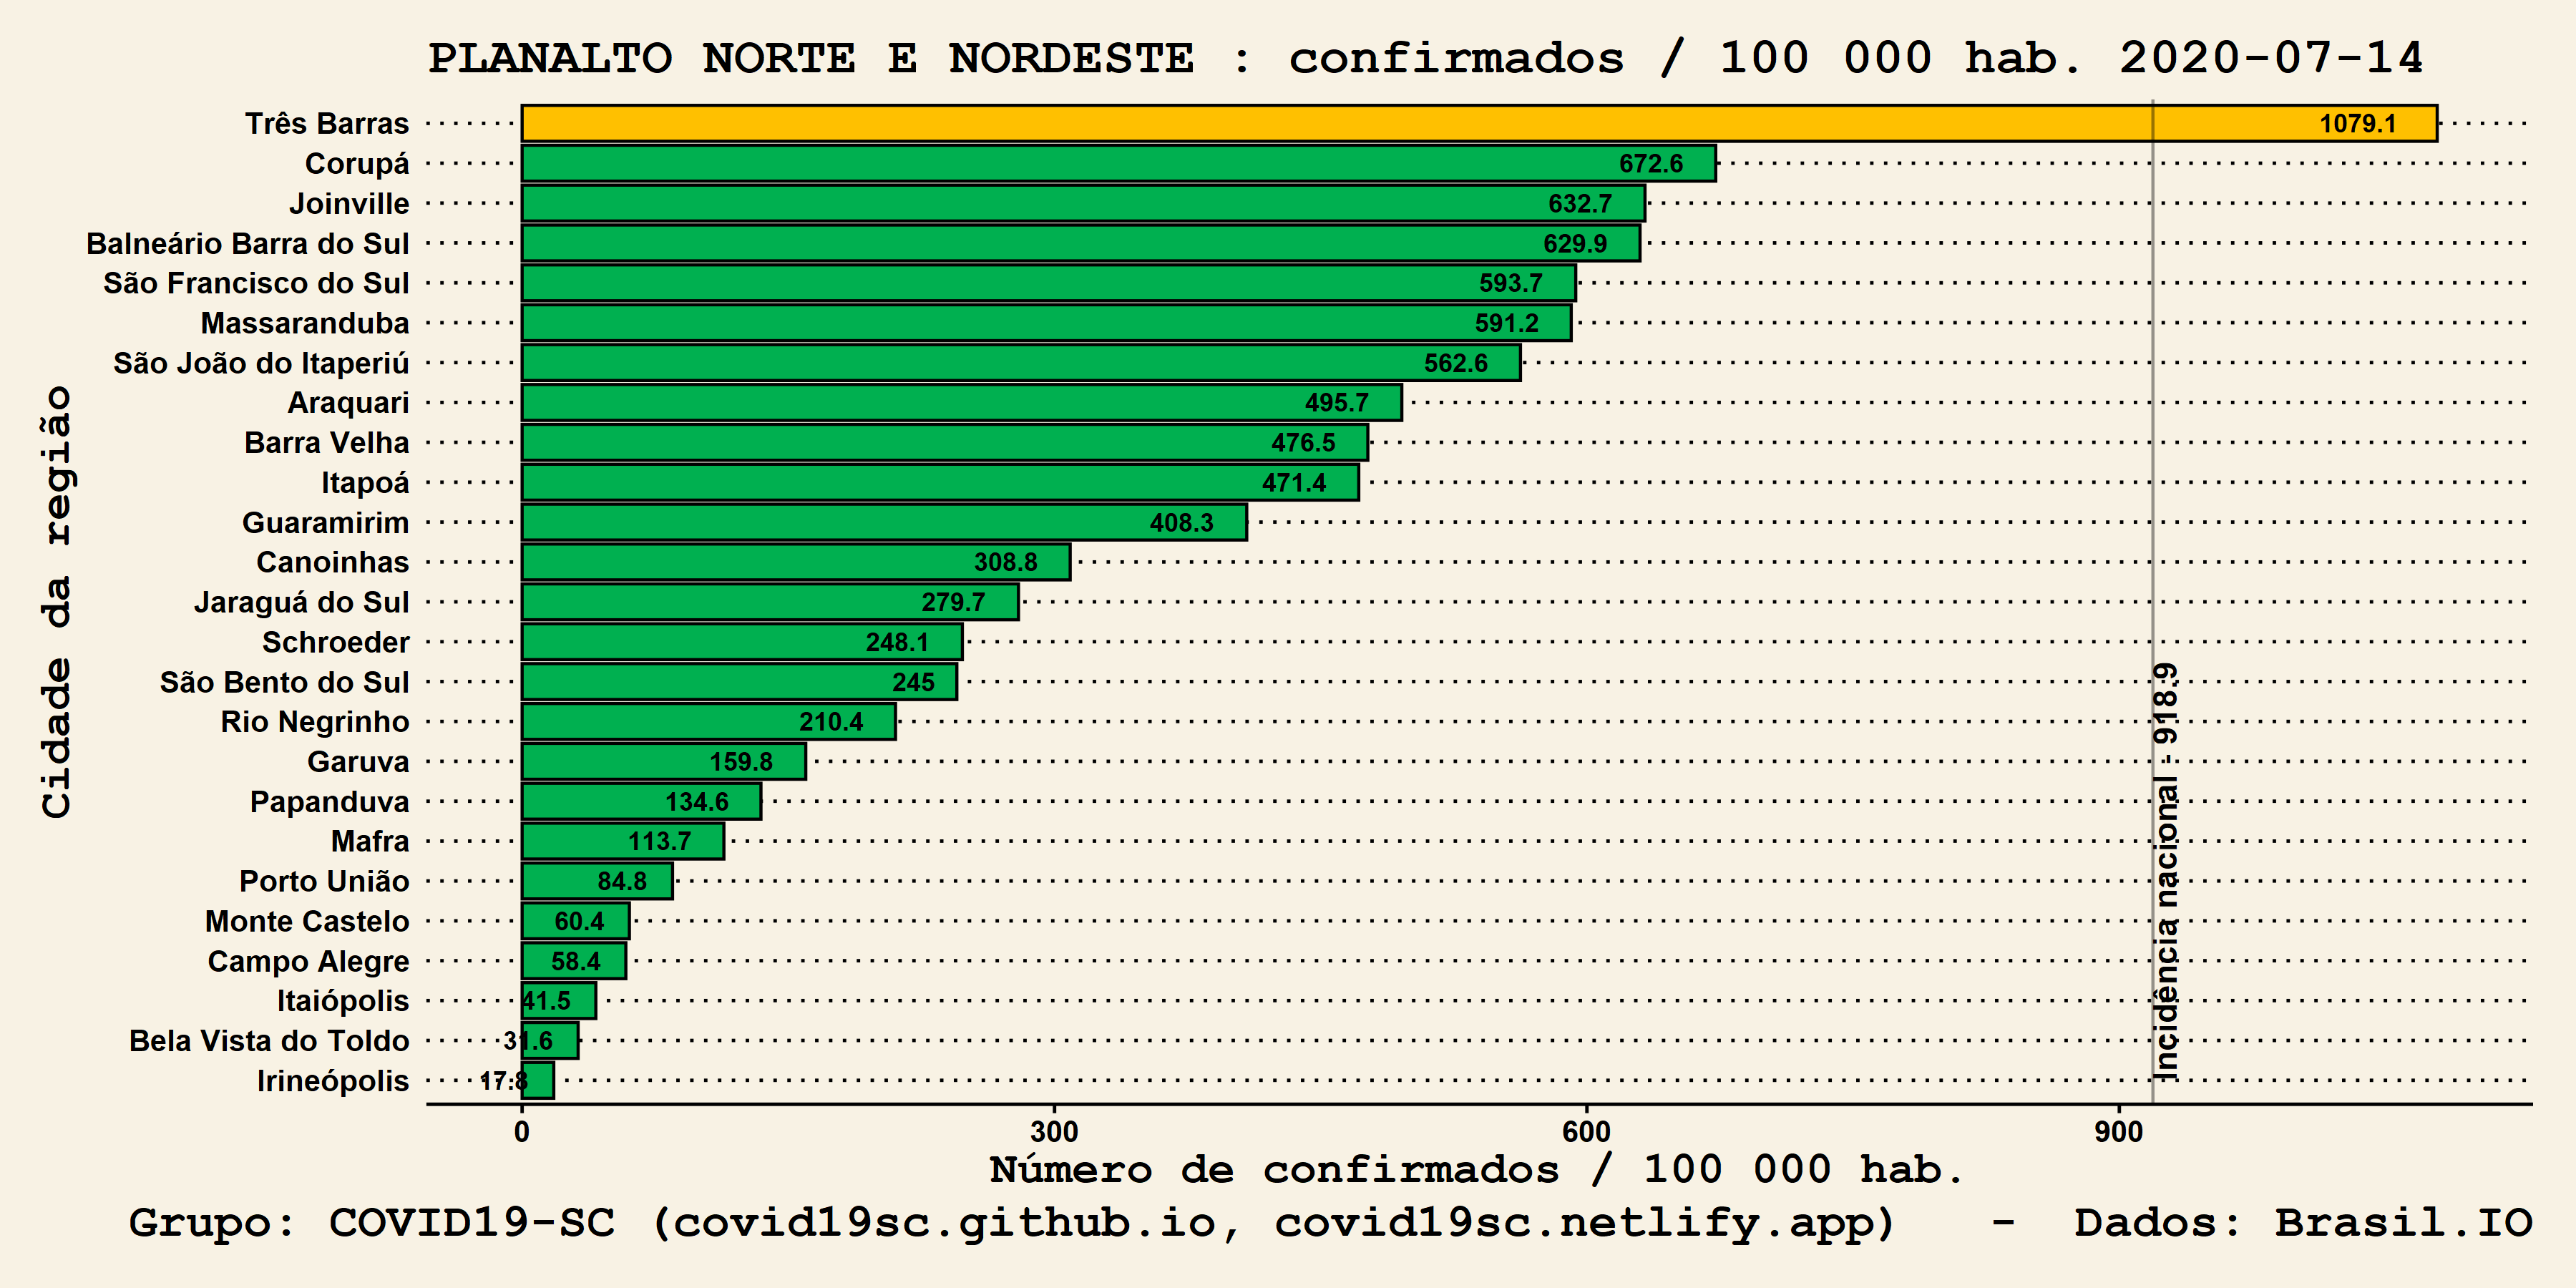 PLANALTO NORTE E NORDESTE : confirmados / 100 000 hab. 2020-07-14
Cidade da região
Três Barras 1079.1
Corupá 672.6
Joinville 632.7
Balneário Barra do Sul 629.9
São Francisco do Sul 593.7
Massaranduba 591.2
São João do Itaperiú 562.6
Araquari 495.7
Barra Velha 476.5
Itapoá 471.4
Guaramirim 408.3
Canoinhas 308.8
Jaraguá do Sul 279.7
Schroeder 248.1
São Bento do Sul 245
Rio Negrinho 210.4
Garuva 159.8
Papanduva 134.6
Mafra 113.7
Porto União 84.8
Monte Castelo 60.4
Campo Alegre 58.4
Itaiópolis 41.5
Bela Vista do Toldo 31.6
Irineópolis 17.8
Incidência nacional - 918.9
0 300 600 900
Número de confirmados / 100 000 hab.
Grupo: COVID19-SC (covid19sc.github.io, covid19sc.netlify.app) - Dados: Brasil.IO